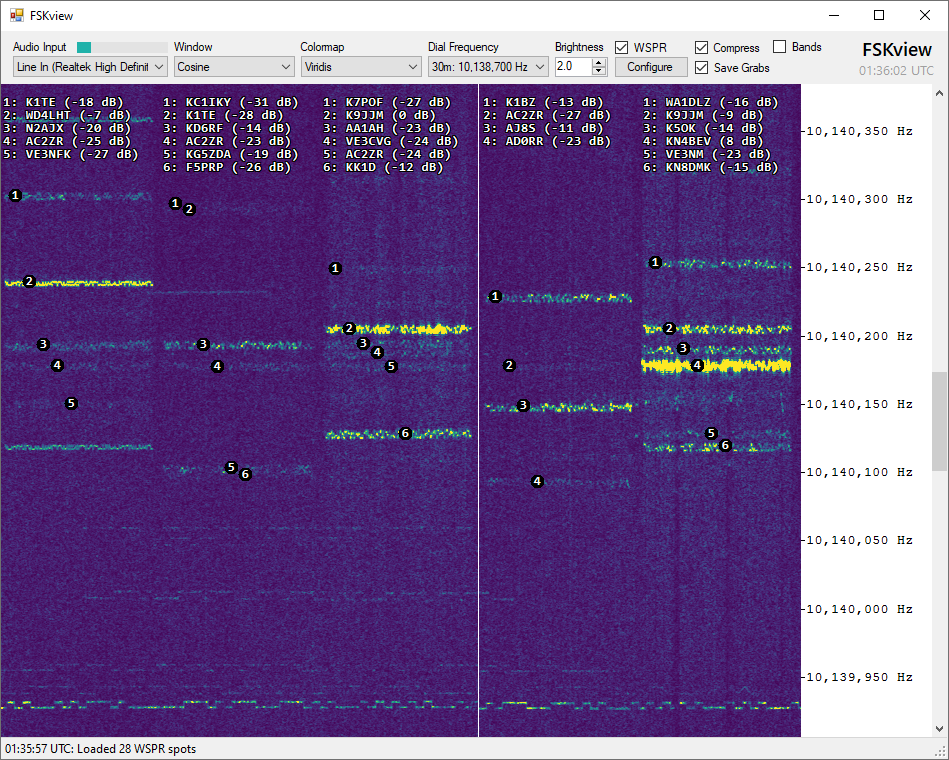 FSKview
Audio Input
Window
Colormap
Dial Frequency
Brightness
WSPR
Compress
Bands
FSKview
Line In (Realtek High Definit
Cosine
Viridis
30m: 10,138,700 Hz
2.0
Configure
Save Grabs
01:36:02 UTC
1: K1TE (-18 dB)
2: WD4LHT (-7 dB)
3: N2AJX (-20 dB)
4: AC2ZR (-25 dB)
5: VE3NFK (-27 dB)
1: KC1IKY (-31 dB)
2: K1TE (-28 dB)
3: KD6RF (-14 dB)
4: AC2ZR (-23 dB)
5: KG5ZDA (-19 dB)
6: F5PRP (-26 dB)
1: K7POF (-27 dB)
2: K9JJM (0 dB)
3: AA1AH (-23 dB)
4: VE3CVG (-24 dB)
5: AC2ZR (-24 dB)
6: KK1D (-12 dB)
1: K1BZ (-13 dB)
2: AC2ZR (-27 dB)
3: AJ8S (-11 dB)
4: AD0RR (-23 dB)
1: WA1DLZ (-16 dB)
2: K9JJM (-9 dB)
3: K5OK (-14 dB)
4: KN4BEV (8 dB)
5: VE3NM (-23 dB)
6: KN8DMK (-15 dB)
1
2
3
4
5
1
2
3
4
5
6
1
2
3
4
5
6
1
2
3
4
1
2
3
4
5
6
10,140,350 Hz
10,140,300 Hz
10,140,250 Hz
10,140,200 Hz
10,140,150 Hz
10,140,100 Hz
10,140,050 Hz
10,140,000 Hz
10,139,950 Hz
01:35:57 UTC: Loaded 28 WSPR spots